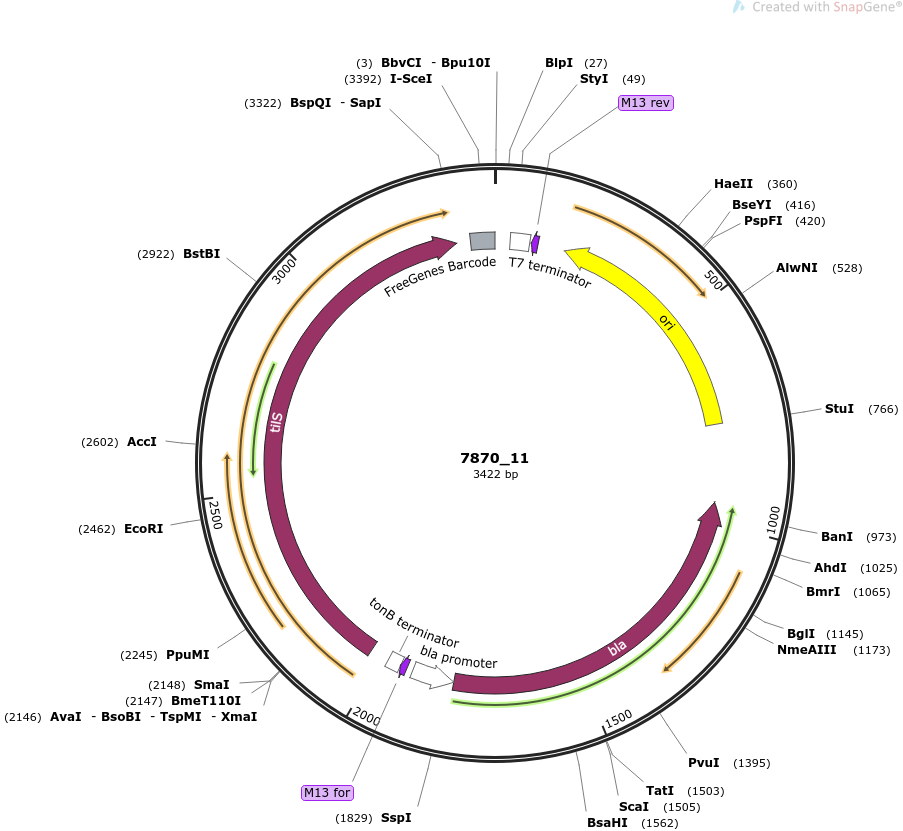 Created with SnapGene®
(3) BbvCI - Bpu10I
(3392) I-SceI
(3322) BspQI - SapI
BlpI (27)
StyI (49)
M13 rev
HaeII (360)
BseYI (416)
PspFI (420)
AlwNI (528)
StuI (766)
BanI (973)
AhdI (1025)
BmrI (1065)
BglI (1145)
NmeAIII (1173)
PvuI (1395)
TatI (1503)
ScaI (1505)
BsaHI (1562)
(1829) SspI
M13 for
(2146) AvaI - BsoBI - TspMI - XmaI
(2147) BmeT110I
(2148) SmaI
(2245) PpuMI
(2462) EcoRI
(2602) AccI
(2922) BstBI
500
1000
1500
2000
2500
3000
FreeGenes Barcode
T7 terminator
ori
bla
bla promoter
tonB terminator
tilS
7870_11
3422 bp